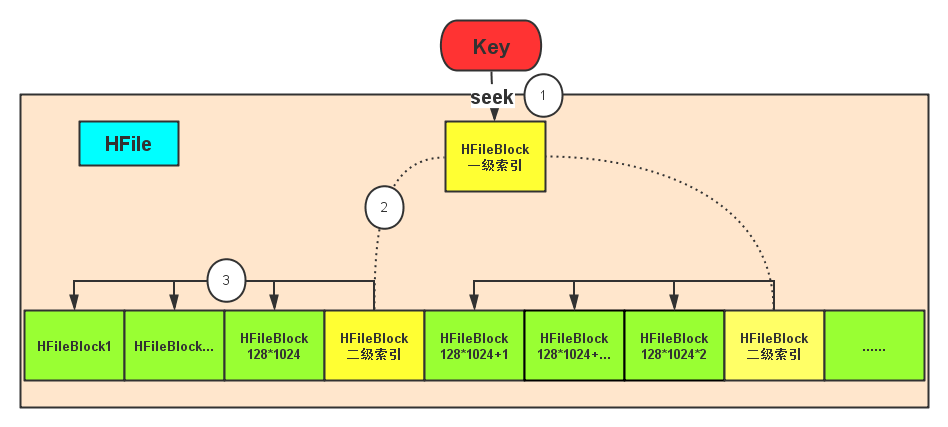 Key
seek
1
HFile
HFileBlock
一级索引
2
3
HFileBlock1
HFileBlock...
HFileBlock
128*1024
HFileBlock
二级索引
HFileBlock
128*1024+1
HFileBlock
128*1024+...
HFileBlock
128*1024*2
HFileBlock
二级索引
......